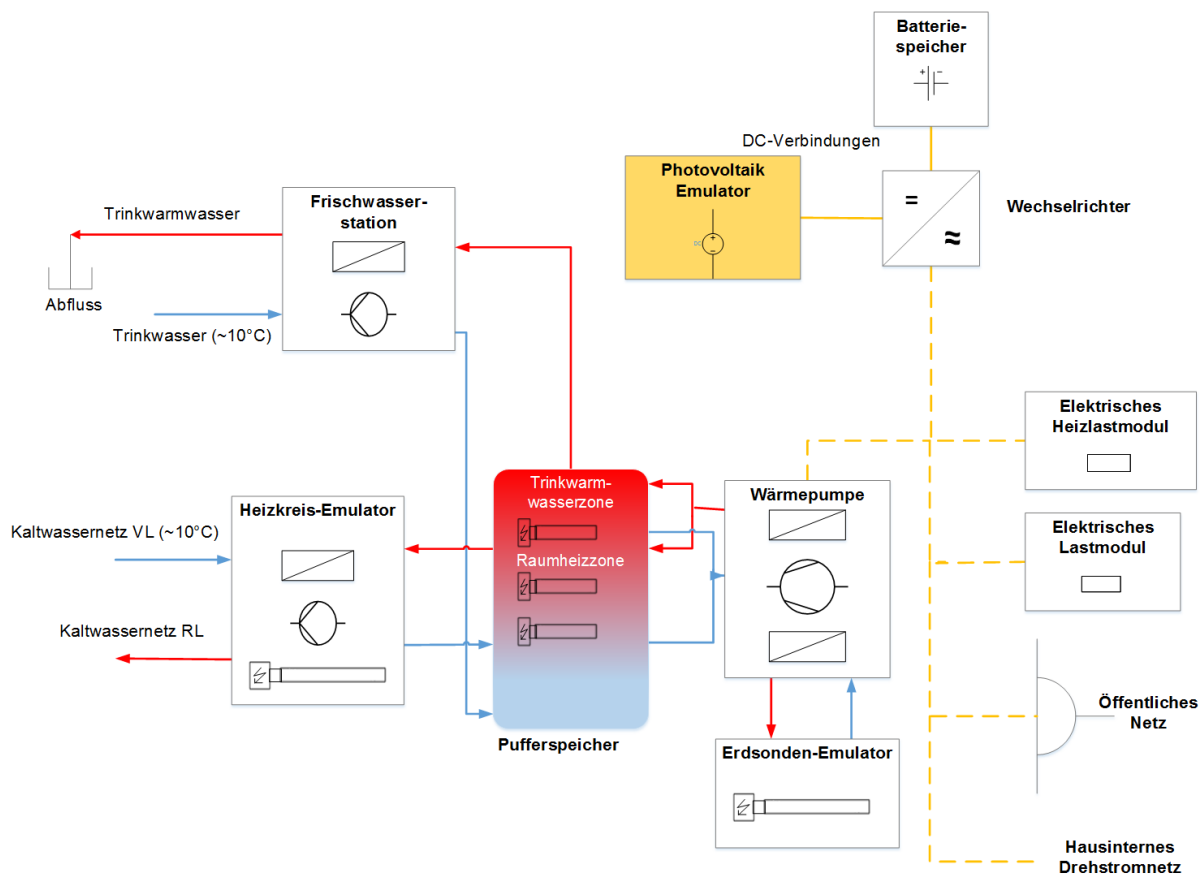 Batterie-
speicher
+ −
DC-Verbindungen
Photovoltaik
Emulator
DC
+
−
=
≈
Wechselrichter
Frischwasser-
station
Trinkwarmwasser
Abfluss
Trinkwasser (~10°C)
Elektrisches
Heizlastmodul
Trinkwarm-
wasserzone
Raumheizzone
Wärmepumpe
Heizkreis-Emulator
Kaltwassernetz VL (~10°C)
Kaltwassernetz RL
Elektrisches
Lastmodul
Pufferspeicher
Erdsonden-Emulator
Öffentliches
Netz
Hausinternes
Drehstromnetz